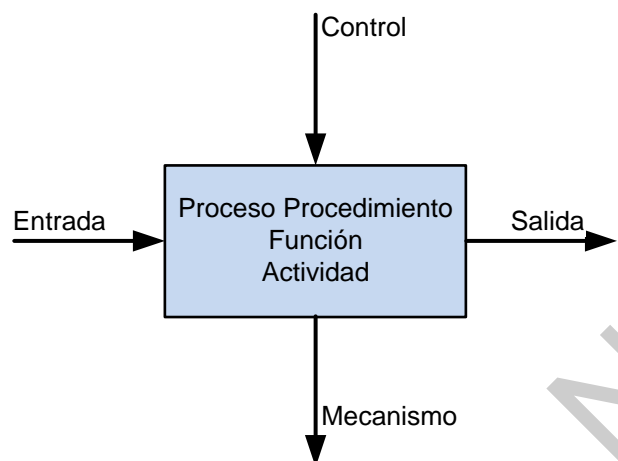 Control
Entrada
Proceso Procedimiento
Función
Actividad
Salida
Mecanismo